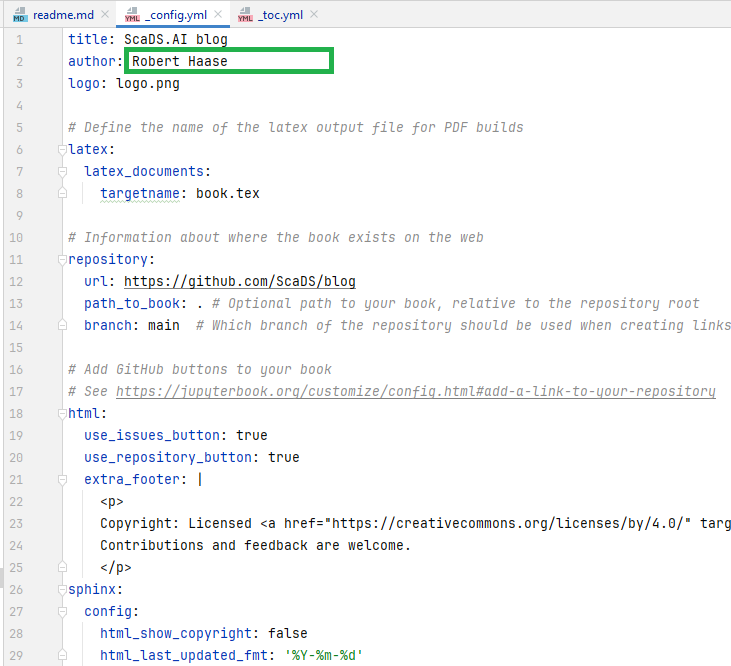 readme.md _config.yml _toc.yml
1 title: ScaDS.AI blog
2 author: Robert Haase
3 logo: logo.png
4
5 # Define the name of the latex output file for PDF builds
6 latex:
7 latex_documents:
8 targetname: book.tex
9
10 # Information about where the book exists on the web
11 repository:
12 url: https://github.com/ScaDS/blog
13 path_to_book: . # Optional path to your book, relative to the repository root
14 branch: main # Which branch of the repository should be used when creating links
15
16 # Add GitHub buttons to your book
17 # See https://jupyterbook.org/customize/config.html#add-a-link-to-your-repository
18 html:
19 use_issues_button: true
20 use_repository_button: true
21 extra_footer: |
22 <p>
23 Copyright: Licensed <a href="https://creativecommons.org/licenses/by/4.0/" targ
24 Contributions and feedback are welcome.
25 </p>
26 sphinx:
27 config:
28 html_show_copyright: false
29 html_last_updated_fmt: '%Y-%m-%d'